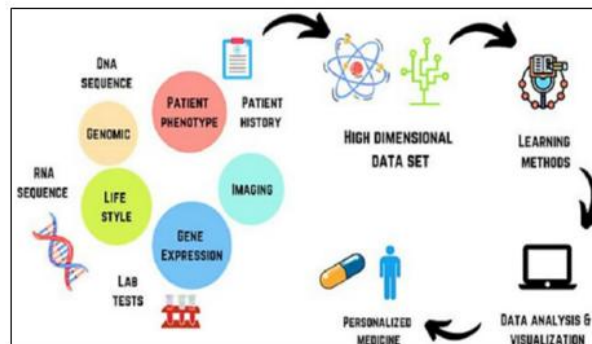 DNA
SEQUENCE
GENOMIC
PATIENT
PHENOTYPE
PATIENT
HISTORY
RNA
SEQUENCE
LIFE
STYLE
IMAGING
GENE
EXPRESSION
LAB
TESTS
HIGH DIMENSIONAL
DATA SET
LEARNING
METHODS
DATA ANALYSIS &
VISUALIZATION
PERSONALIZED
MEDICINE